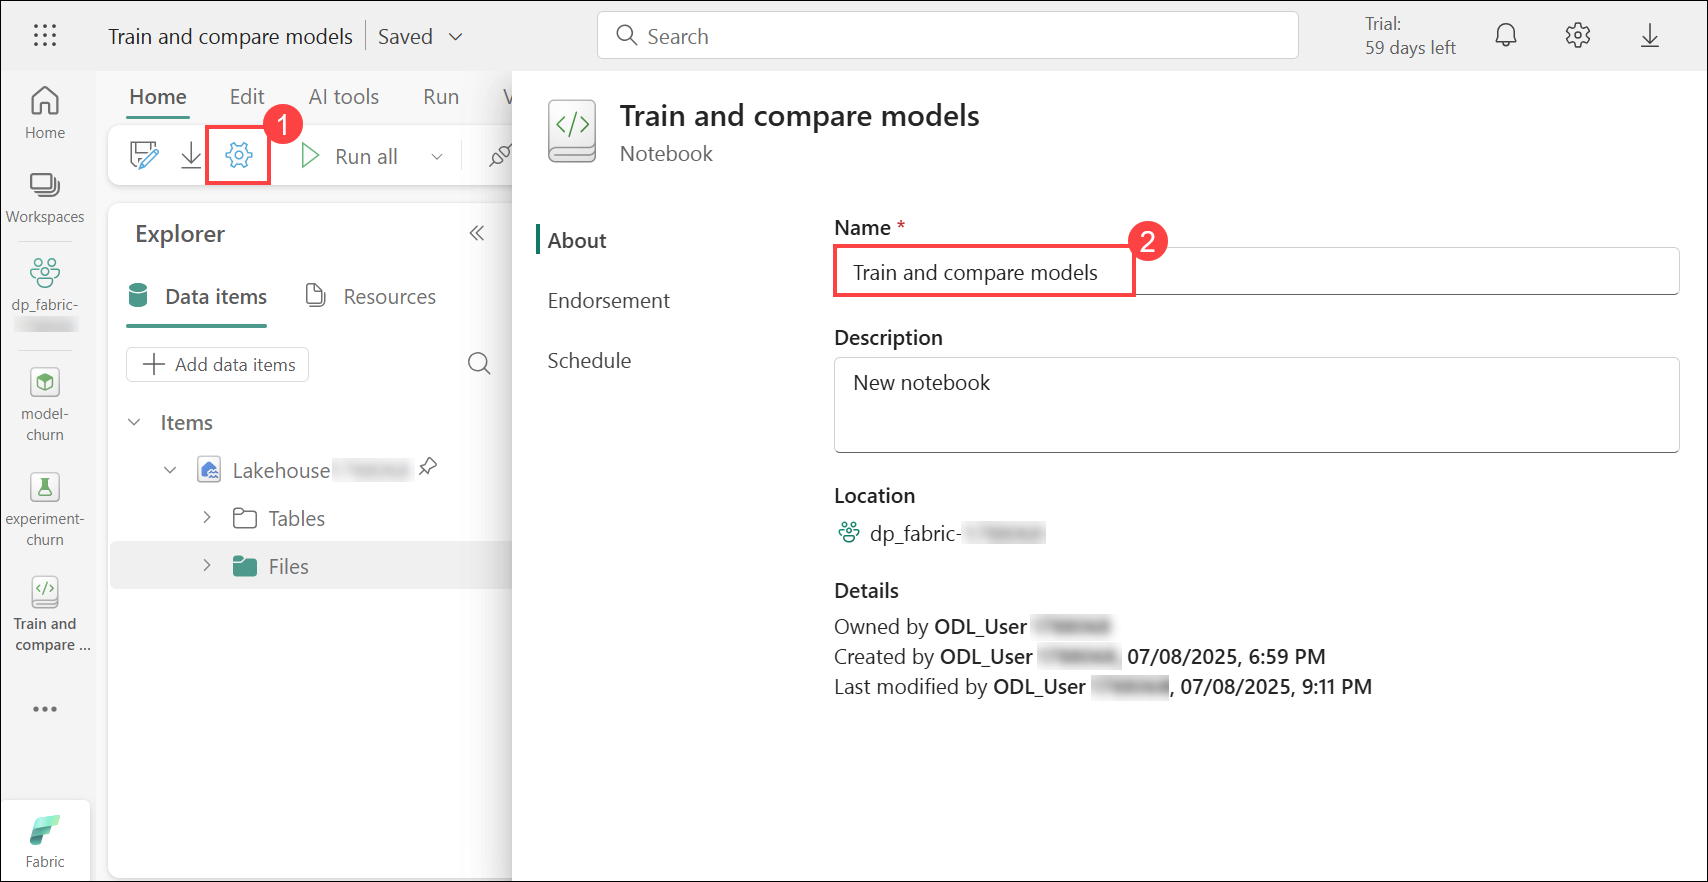 Train and compare models
Saved
Search
Trial:
59 days left
Home
Workspaces
dp_fabric-
model-
churn
experiment-
churn
Train and
compare ...
Fabric
Home Edit AI tools Run
1
Run all
Explorer
Data items Resources
Add data items
Items
Lakehouse
Tables
Files
Train and compare models
Notebook
About
Endorsement
Schedule
Name *
2
Train and compare models
Description
New notebook
Location
dp_fabric-
Details
Owned by ODL_User
Created by ODL_User 07/08/2025, 6:59 PM
Last modified by ODL_User , 07/08/2025, 9:11 PM